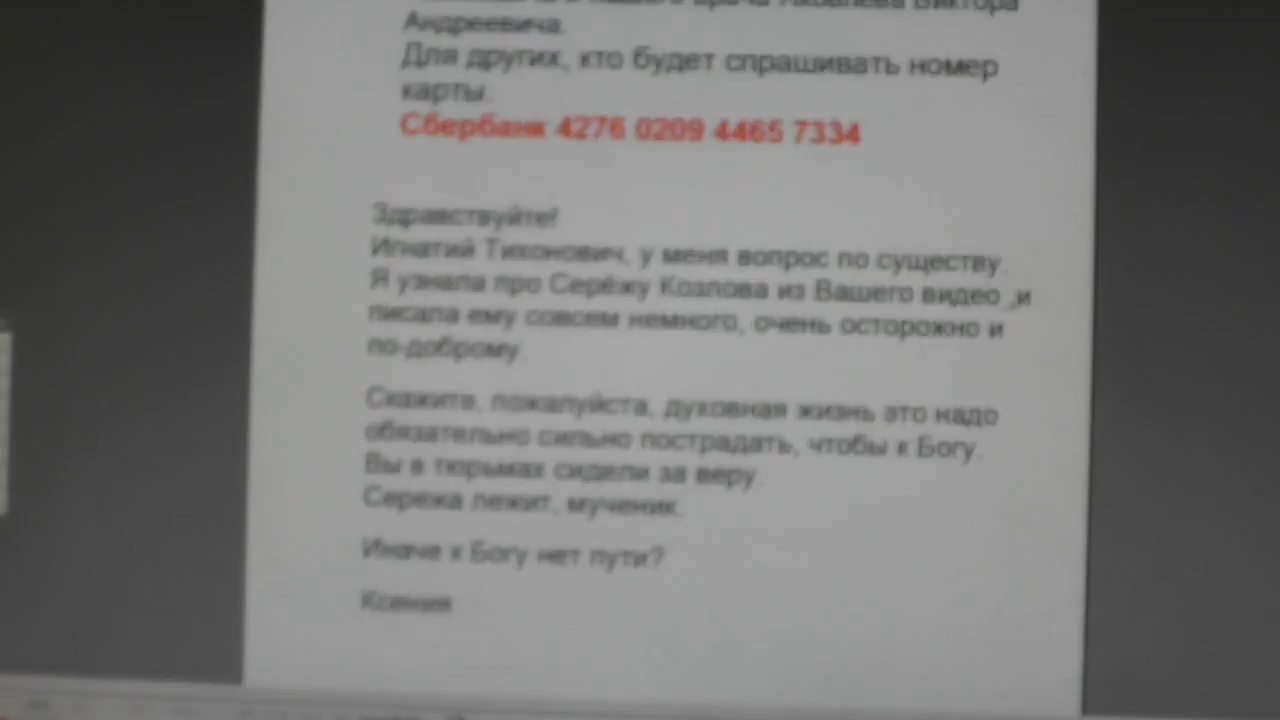 врача Яковлева Виктора
Андреевича.
Для других, кто будет спрашивать номер
карты.
Сбербанк 4276 0209 4465 7334
Здравствуйте!
Игнатий Тихонович, у меня вопрос по существу.
Я узнала про Серёжу Козлова из Вашего видео ,и
писала ему совсем немного, очень осторожно и
по-доброму.
Скажите, пожалуйста, духовная жизнь это надо
обязательно сильно пострадать, чтобы к Богу.
Вы в тюрьмах сидели за веру.
Сережа лежит, мученик.
Иначе к Богу нет пути?
Ксения